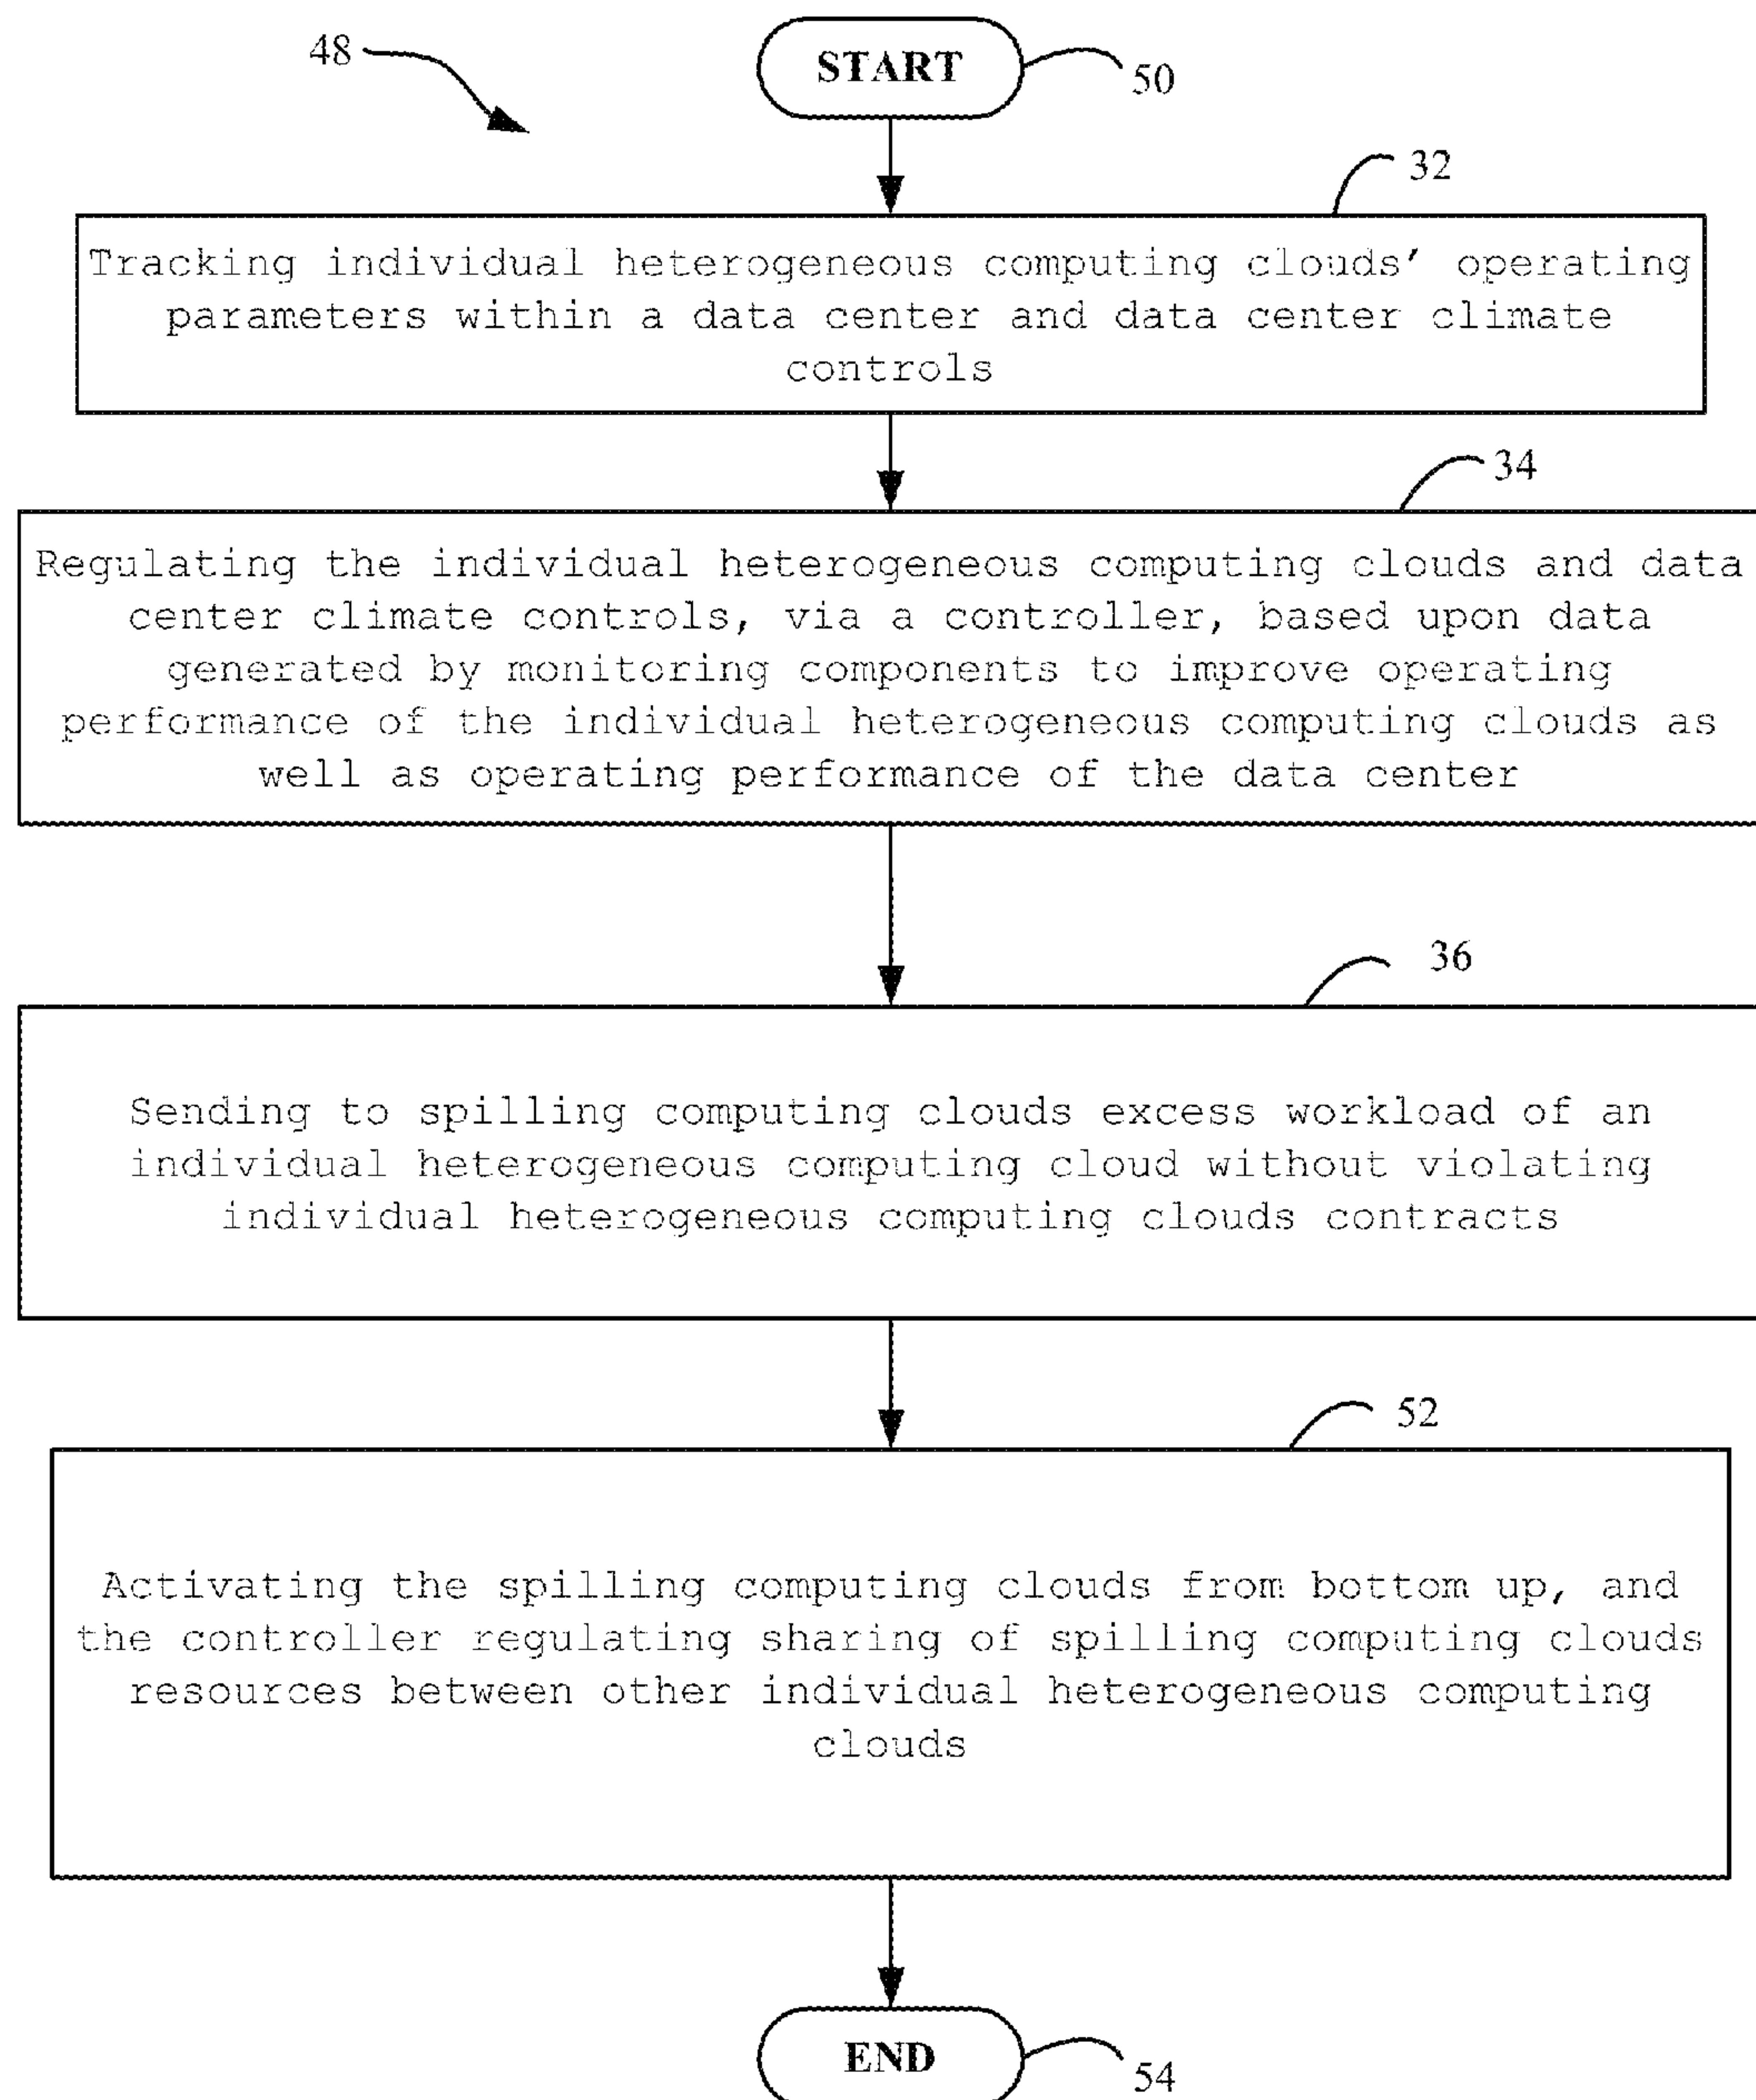 48
START
50
32
Tracking individual heterogeneous computing clouds' operating
parameters within a data center and data center climate
controls
34
Regulating the individual heterogeneous computing clouds and data
center climate controls, via a controller, based upon data
generated by monitoring components to improve operating
performance of the individual heterogeneous computing clouds as
well as operating performance of the data center
36
Sending to spilling computing clouds excess workload of an
individual heterogeneous computing cloud without violating
individual heterogeneous computing clouds contracts
52
Activating the spilling computing clouds from bottom up, and
the controller regulating sharing of spilling computing clouds
resources between other individual heterogeneous computing
clouds
END
54